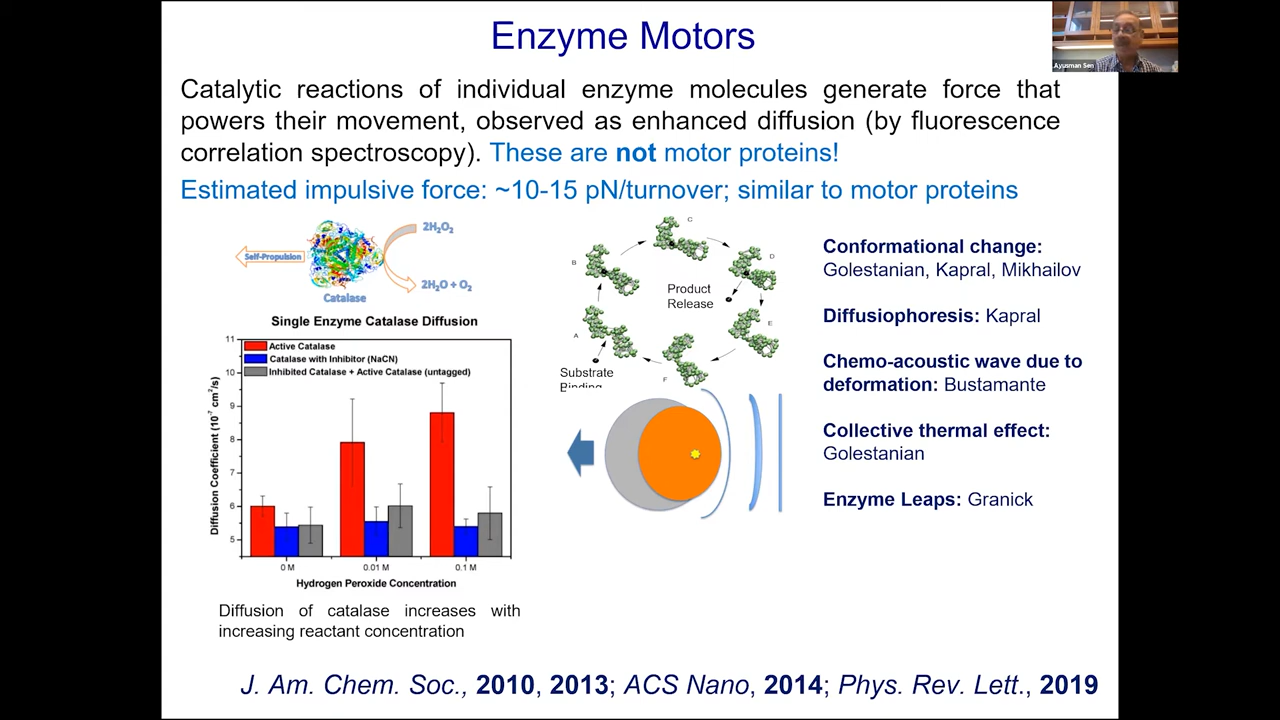 Enzyme Motors
Ayusman Sen
Catalytic reactions of individual enzyme molecules generate force that
powers their movement, observed as enhanced diffusion (by fluorescence
correlation spectroscopy). These are not motor proteins!
Estimated impulsive force: ~10-15 pN/turnover; similar to motor proteins
2H₂O₂
Self-Propulsion
2H₂O + O₂
Catalase
Single Enzyme Catalase Diffusion
Active Catalase
Catalase with Inhibitor (NaCN)
Inhibited Catalase + Active Catalase (untagged)
Diffusion Coefficient (10⁻⁷ cm²/s)
11
10
9
8
7
6
5
0 M
0.01 M
0.1 M
Hydrogen Peroxide Concentration
Diffusion of catalase increases with
increasing reactant concentration
C
B
D
Product
Release
A
E
F
Substrate
Binding
Conformational change:
Golestanian, Kapral, Mikhailov
Diffusiophoresis: Kapral
Chemo-acoustic wave due to
deformation: Bustamante
Collective thermal effect:
Golestanian
Enzyme Leaps: Granick
J. Am. Chem. Soc., 2010, 2013; ACS Nano, 2014; Phys. Rev. Lett., 2019